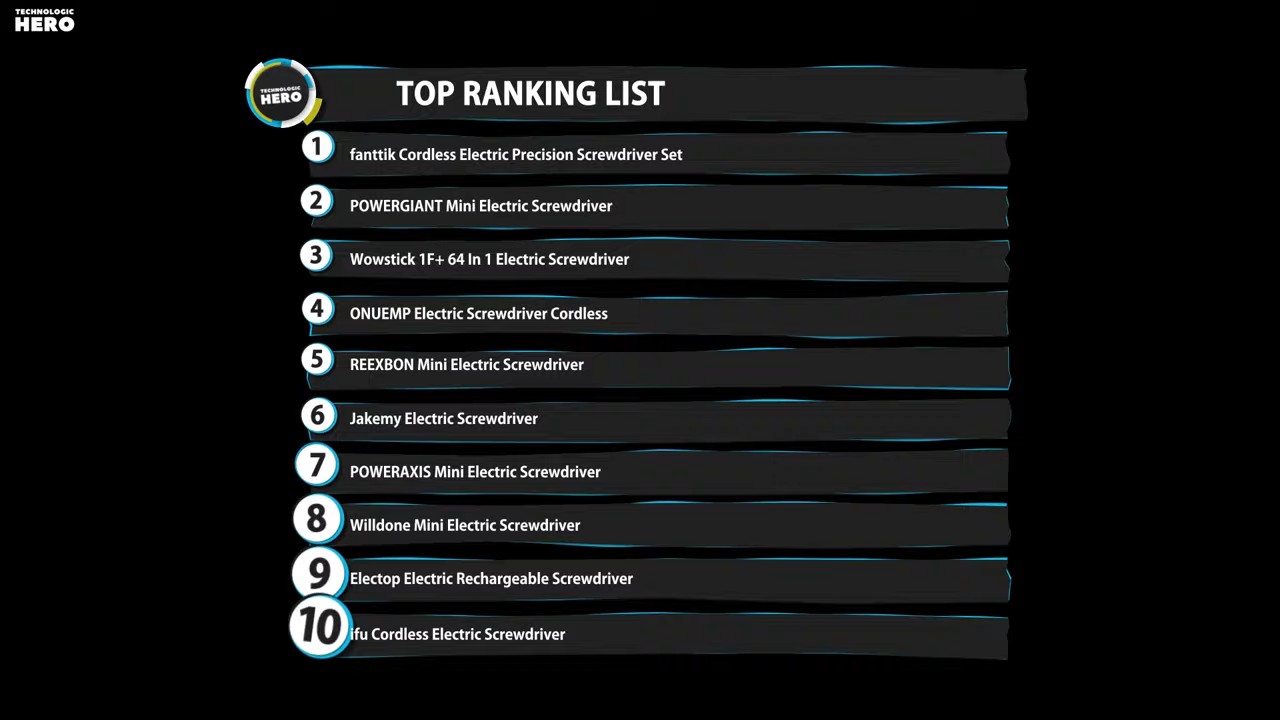 TECHNOLOGIC
HERO
TECHNOLOGIC
HERO
TOP RANKING LIST
1 fanttik Cordless Electric Precision Screwdriver Set
2 POWERGIANT Mini Electric Screwdriver
3 Wowstick 1F+ 64 In 1 Electric Screwdriver
4 ONUEMP Electric Screwdriver Cordless
5 REEXBON Mini Electric Screwdriver
6 Jakemy Electric Screwdriver
7 POWERAXIS Mini Electric Screwdriver
8 Willdone Mini Electric Screwdriver
9 Electop Electric Rechargeable Screwdriver
10 ifu Cordless Electric Screwdriver